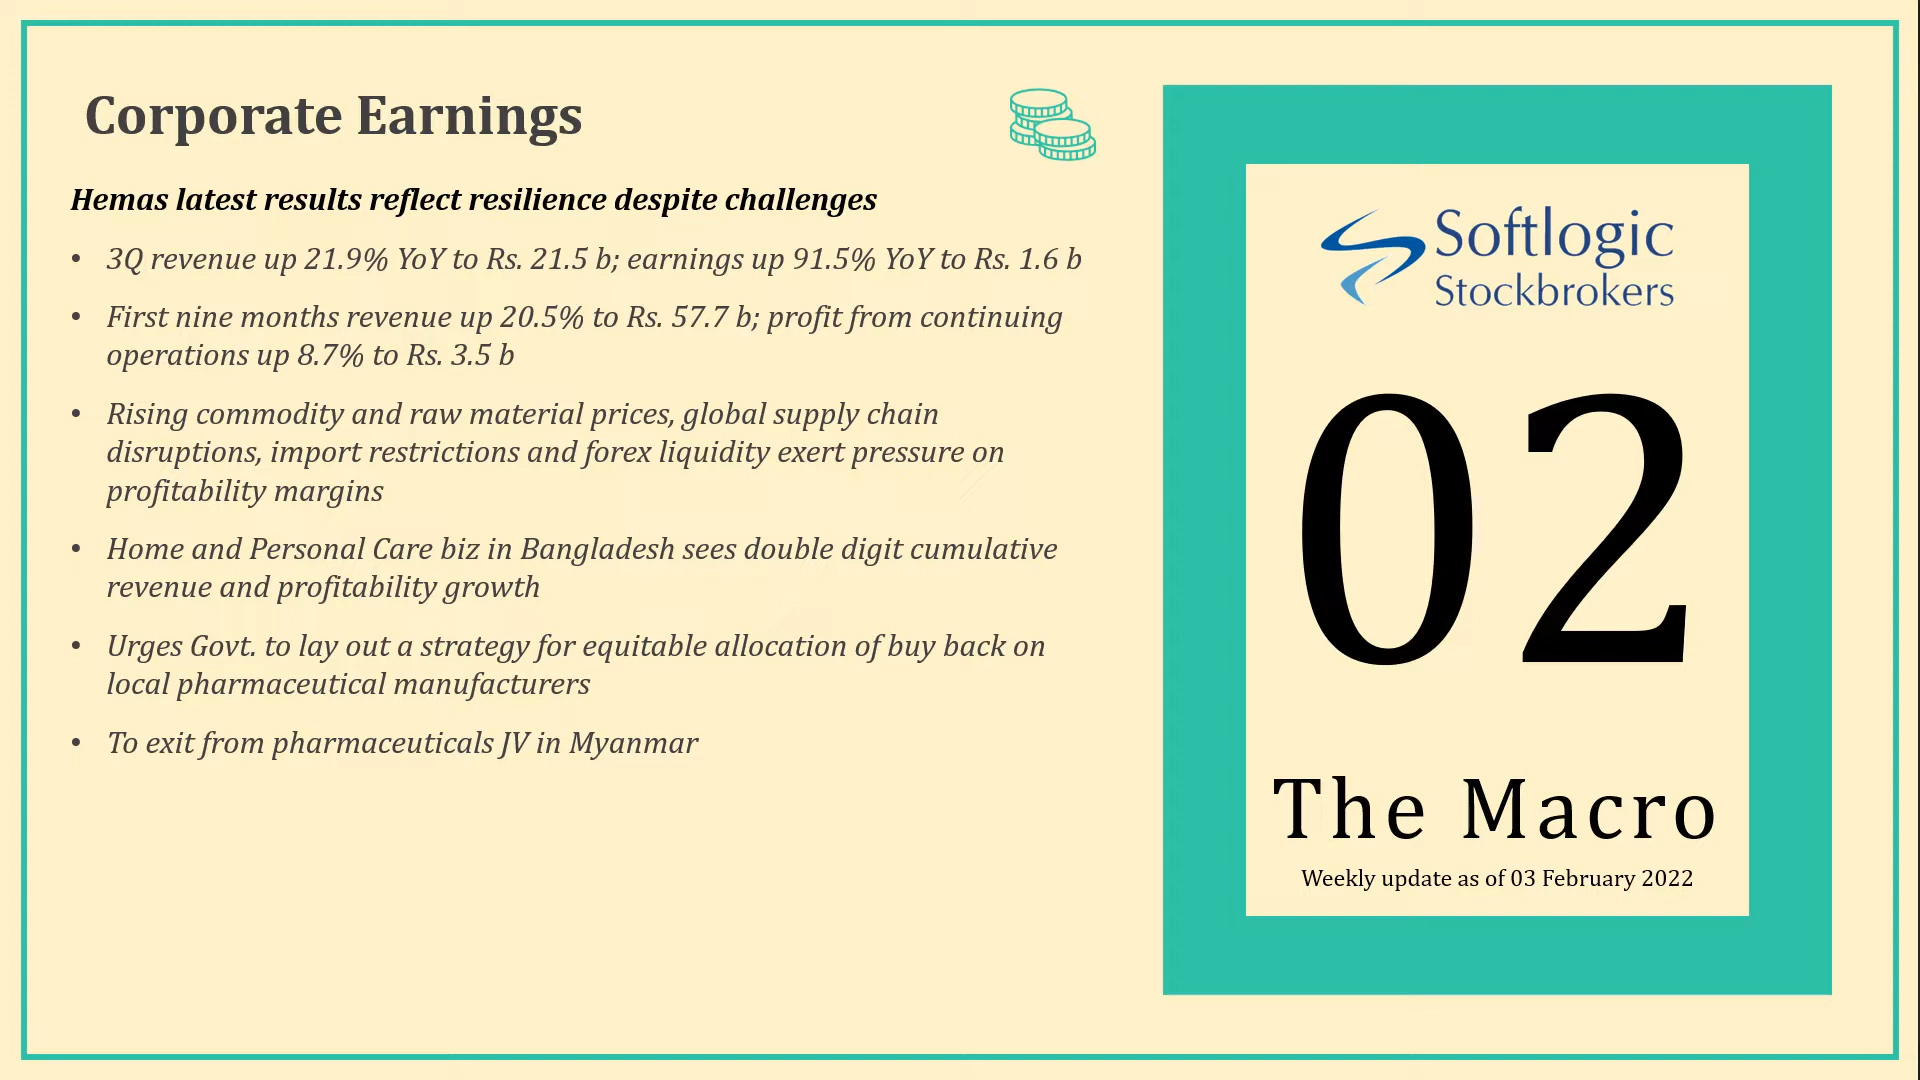 Corporate Earnings
Hemas latest results reflect resilience despite challenges
• 3Q revenue up 21.9% YoY to Rs. 21.5 b; earnings up 91.5% YoY to Rs. 1.6 b
• First nine months revenue up 20.5% to Rs. 57.7 b; profit from continuing
operations up 8.7% to Rs. 3.5 b
• Rising commodity and raw material prices, global supply chain
disruptions, import restrictions and forex liquidity exert pressure on
profitability margins
• Home and Personal Care biz in Bangladesh sees double digit cumulative
revenue and profitability growth
• Urges Govt. to lay out a strategy for equitable allocation of buy back on
local pharmaceutical manufacturers
• To exit from pharmaceuticals JV in Myanmar
Softlogic
Stockbrokers
02
The Macro
Weekly update as of 03 February 2022